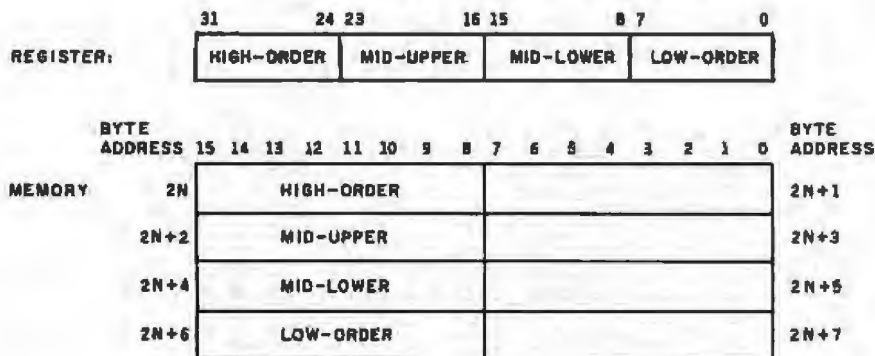 31 24 23 16 15 8 7 0
REGISTER: HIGH-ORDER MID-UPPER MID-LOWER LOW-ORDER
BYTE BYTE
ADDRESS 15 14 13 12 11 10 9 8 7 6 5 4 3 2 1 0 ADDRESS
MEMORY 2N HIGH-ORDER 2N+1
2N+2 MID-UPPER 2N+3
2N+4 MID-LOWER 2N+5
2N+6 LOW-ORDER 2N+7